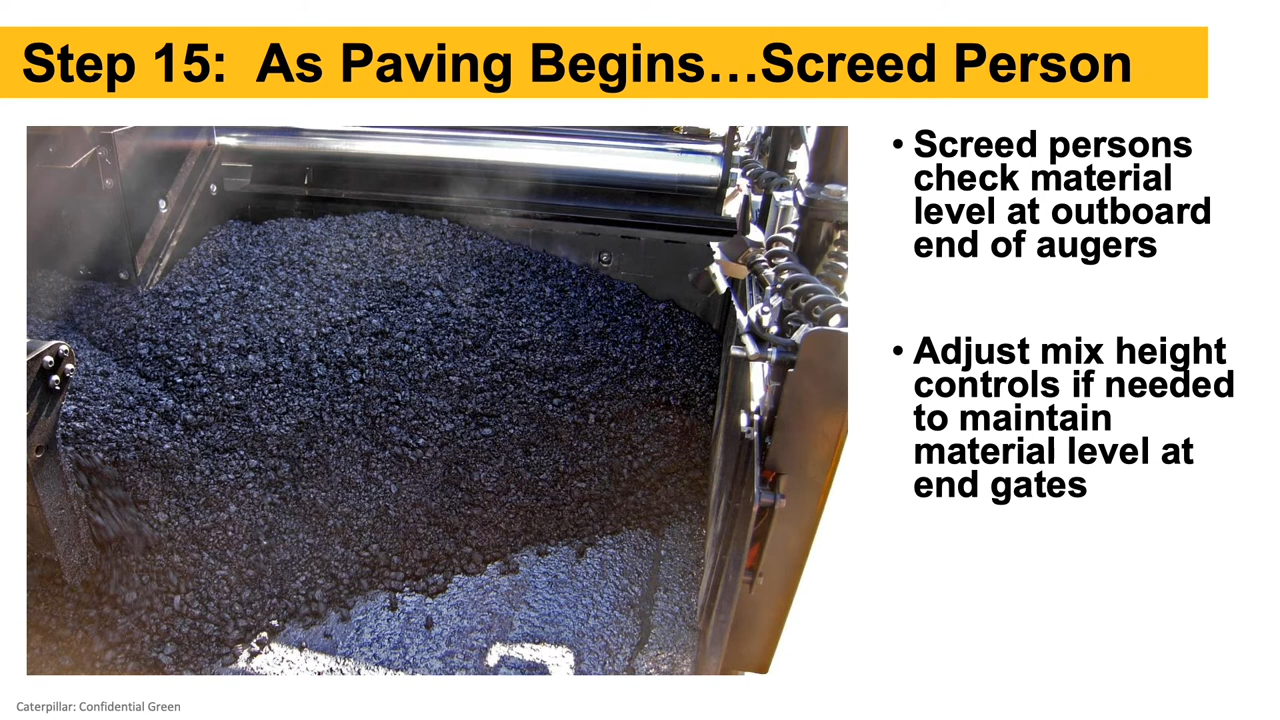 Step 15:  As Paving Begins…Screed Person
• Screed persons
check material
level at outboard
end of augers
• Adjust mix height
controls if needed
to maintain
material level at
end gates
Caterpillar: Confidential Green